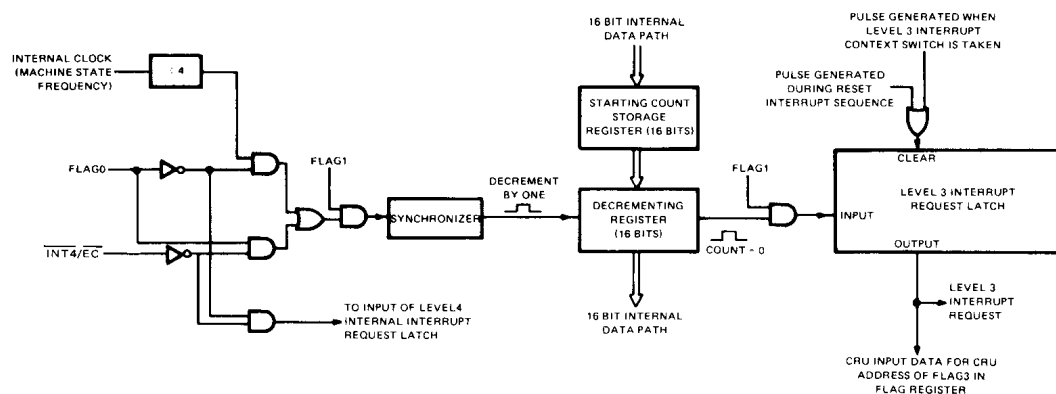 INTERNAL CLOCK
(MACHINE STATE
FREQUENCY)
4
FLAG0
INT4/EC
FLAG1
SYNCHRONIZER
TO INPUT OF LEVEL4
INTERNAL INTERRUPT
REQUEST LATCH
DECREMENT
BY ONE
16 BIT INTERNAL
DATA PATH
STARTING COUNT
STORAGE
REGISTER (16 BITS)
DECREMENTING
REGISTER
(16 BITS)
16 BIT INTERNAL
DATA PATH
FLAG1
COUNT = 0
PULSE GENERATED WHEN
LEVEL 3 INTERRUPT
CONTEXT SWITCH IS TAKEN
PULSE GENERATED
DURING RESET
INTERRUPT SEQUENCE
CLEAR
LEVEL 3 INTERRUPT
REQUEST LATCH
INPUT
OUTPUT
LEVEL 3
INTERRUPT
REQUEST
CRU INPUT DATA FOR CRU
ADDRESS OF FLAG3 IN
FLAG REGISTER